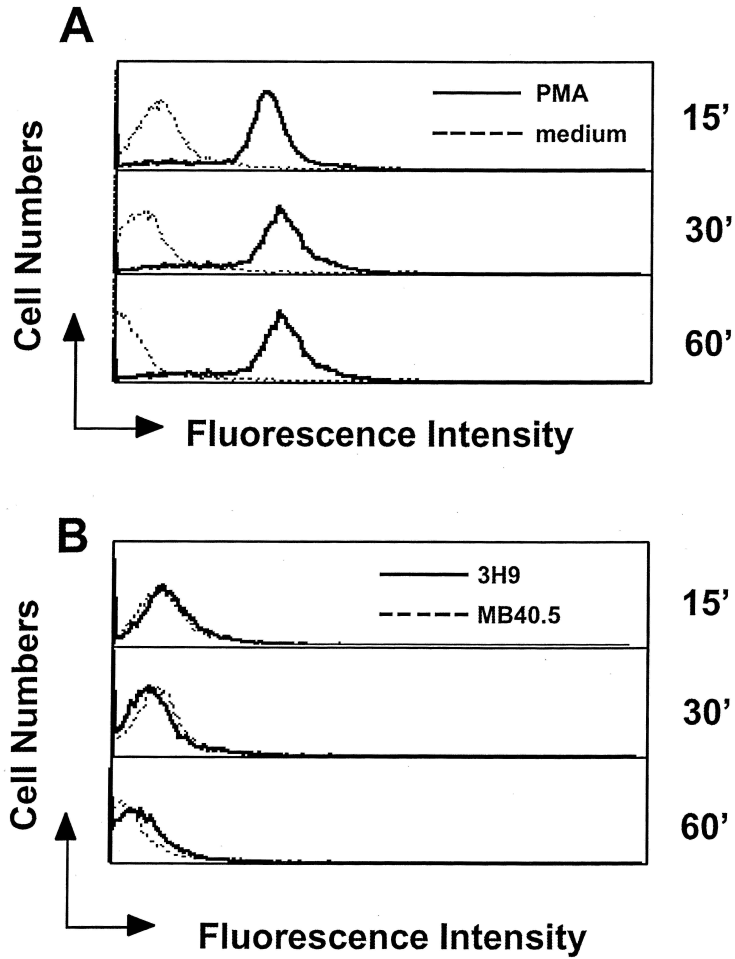 A
PMA
medium
15’
30’
60’
Cell Numbers
Fluorescence Intensity
B
3H9
MB40.5
15’
30’
60’
Cell Numbers
Fluorescence Intensity